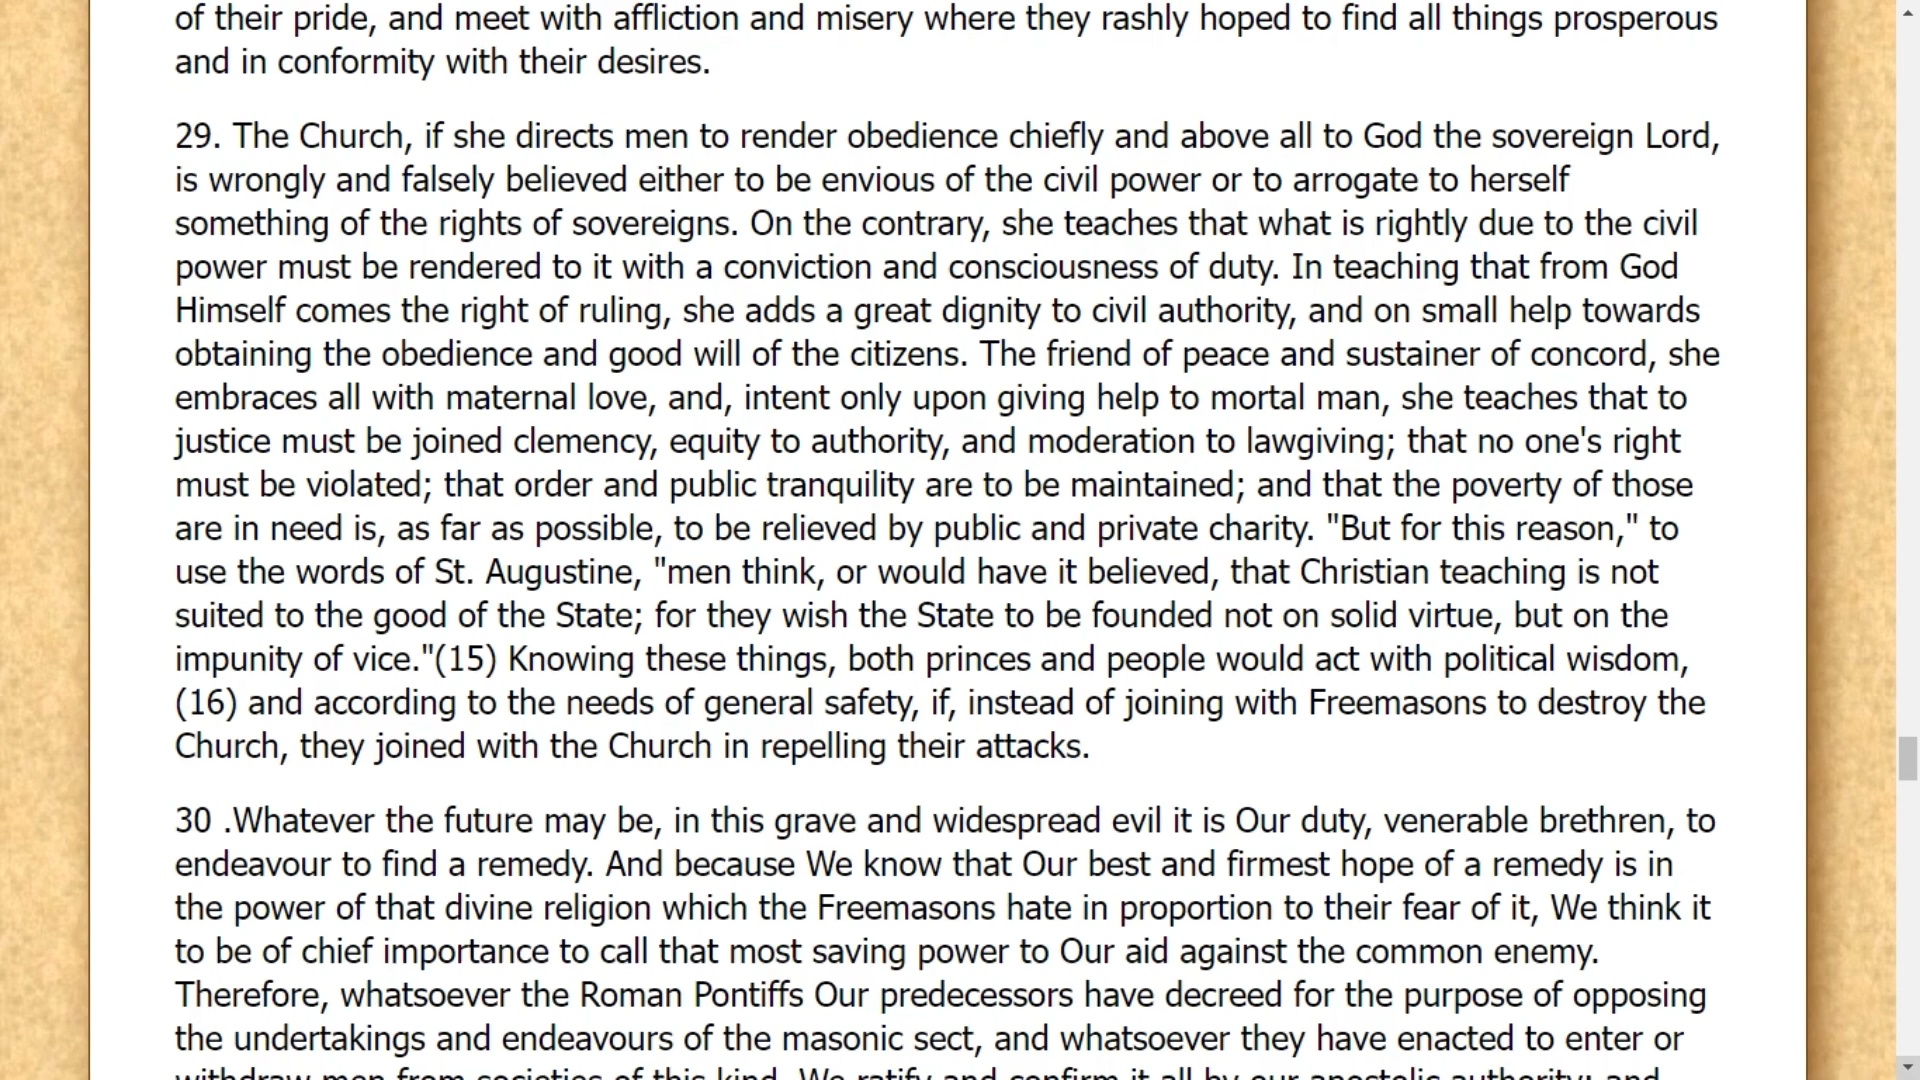 of their pride, and meet with affliction and misery where they rashly hoped to find all things prosperous
and in conformity with their desires.
29. The Church, if she directs men to render obedience chiefly and above all to God the sovereign Lord,
is wrongly and falsely believed either to be envious of the civil power or to arrogate to herself
something of the rights of sovereigns. On the contrary, she teaches that what is rightly due to the civil
power must be rendered to it with a conviction and consciousness of duty. In teaching that from God
Himself comes the right of ruling, she adds a great dignity to civil authority, and on small help towards
obtaining the obedience and good will of the citizens. The friend of peace and sustainer of concord, she
embraces all with maternal love, and, intent only upon giving help to mortal man, she teaches that to
justice must be joined clemency, equity to authority, and moderation to lawgiving; that no one's right
must be violated; that order and public tranquility are to be maintained; and that the poverty of those
are in need is, as far as possible, to be relieved by public and private charity. "But for this reason," to
use the words of St. Augustine, "men think, or would have it believed, that Christian teaching is not
suited to the good of the State; for they wish the State to be founded not on solid virtue, but on the
impunity of vice."(15) Knowing these things, both princes and people would act with political wisdom,
(16) and according to the needs of general safety, if, instead of joining with Freemasons to destroy the
Church, they joined with the Church in repelling their attacks.
30 .Whatever the future may be, in this grave and widespread evil it is Our duty, venerable brethren, to
endeavour to find a remedy. And because We know that Our best and firmest hope of a remedy is in
the power of that divine religion which the Freemasons hate in proportion to their fear of it, We think it
to be of chief importance to call that most saving power to Our aid against the common enemy.
Therefore, whatsoever the Roman Pontiffs Our predecessors have decreed for the purpose of opposing
the undertakings and endeavours of the masonic sect, and whatsoever they have enacted to enter or
withdraw men from societies of this kind, We ratify and confirm it all by our apostolic authority; and